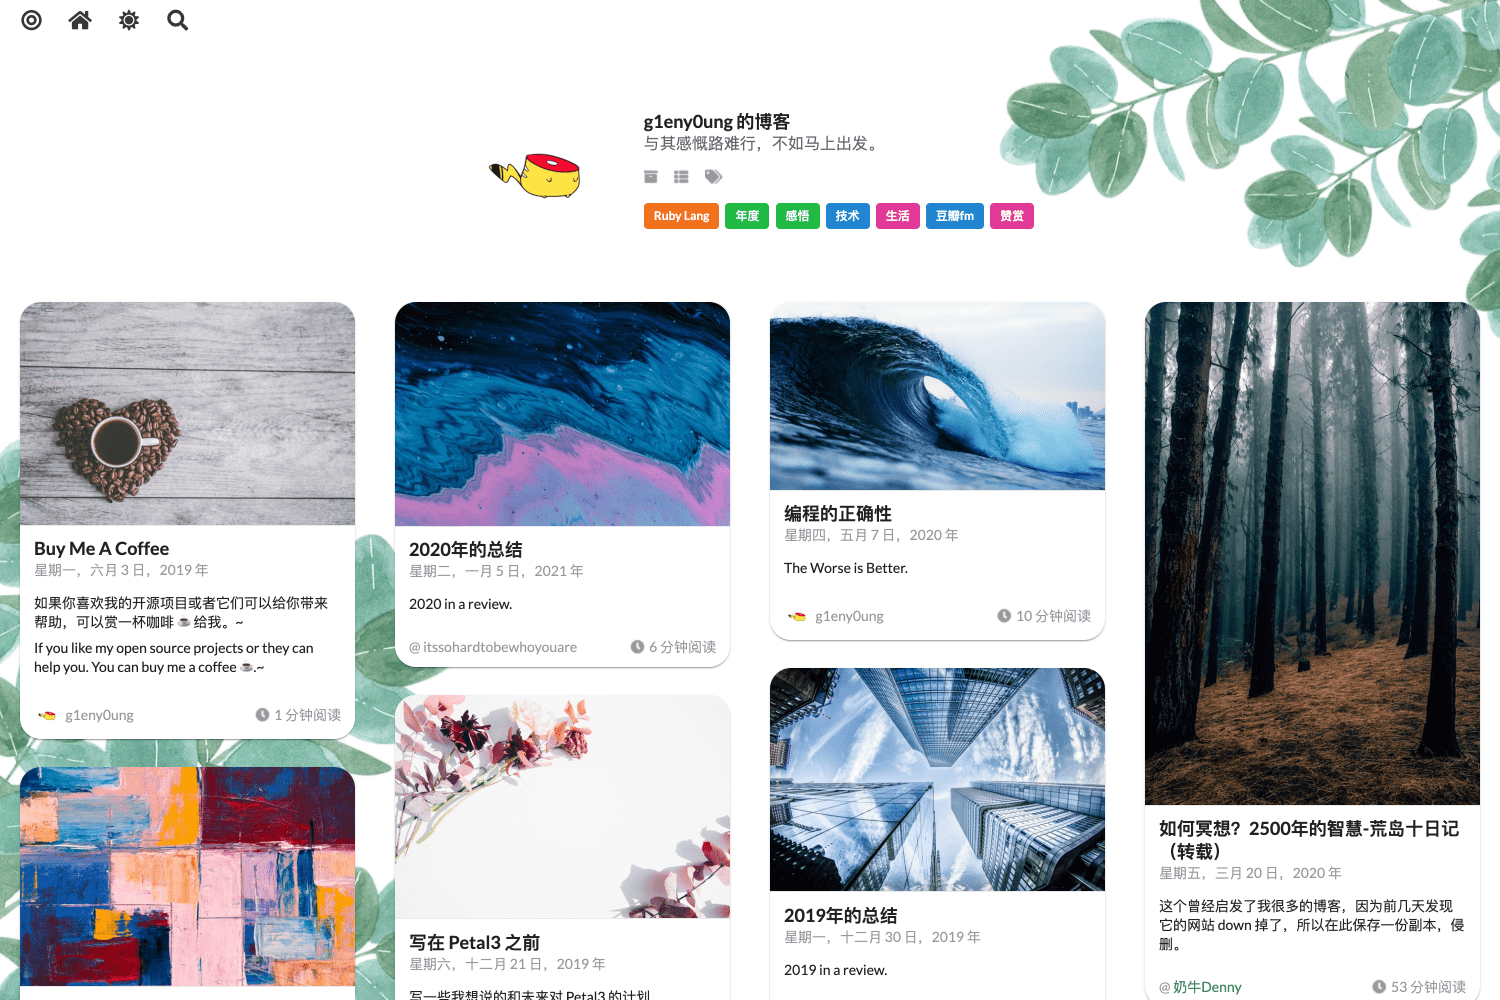 g1eny0ung 的博客
与其感慨路难行，不如马上出发。
Ruby Lang
年度
感悟
技术
生活
豆瓣fm
赞赏
Buy Me A Coffee
星期一，六月 3 日，2019 年
如果你喜欢我的开源项目或者它们可以给你带来
帮助，可以赏一杯咖啡 ☕ 给我。~
If you like my open source projects or they can
help you. You can buy me a coffee ☕.~
g1eny0ung
1 分钟阅读
2020年的总结
星期二，一月 5 日，2021 年
2020 in a review.
@ itssohardtobewhoyouare
6 分钟阅读
写在 Petal3 之前
星期六，十二月 21 日，2019 年
写一些我想说的和未来对 Petal3 的计划。
编程的正确性
星期四，五月 7 日，2020 年
The Worse is Better.
g1eny0ung
10 分钟阅读
2019年的总结
星期一，十二月 30 日，2019 年
2019 in a review.
如何冥想？2500年的智慧-荒岛十日记
（转载）
星期五，三月 20 日，2020 年
这个曾经启发了我很多的博客，因为前几天发现
它的网站 down 掉了，所以在此保存一份副本，侵
删。
@ 奶牛Denny
53 分钟阅读